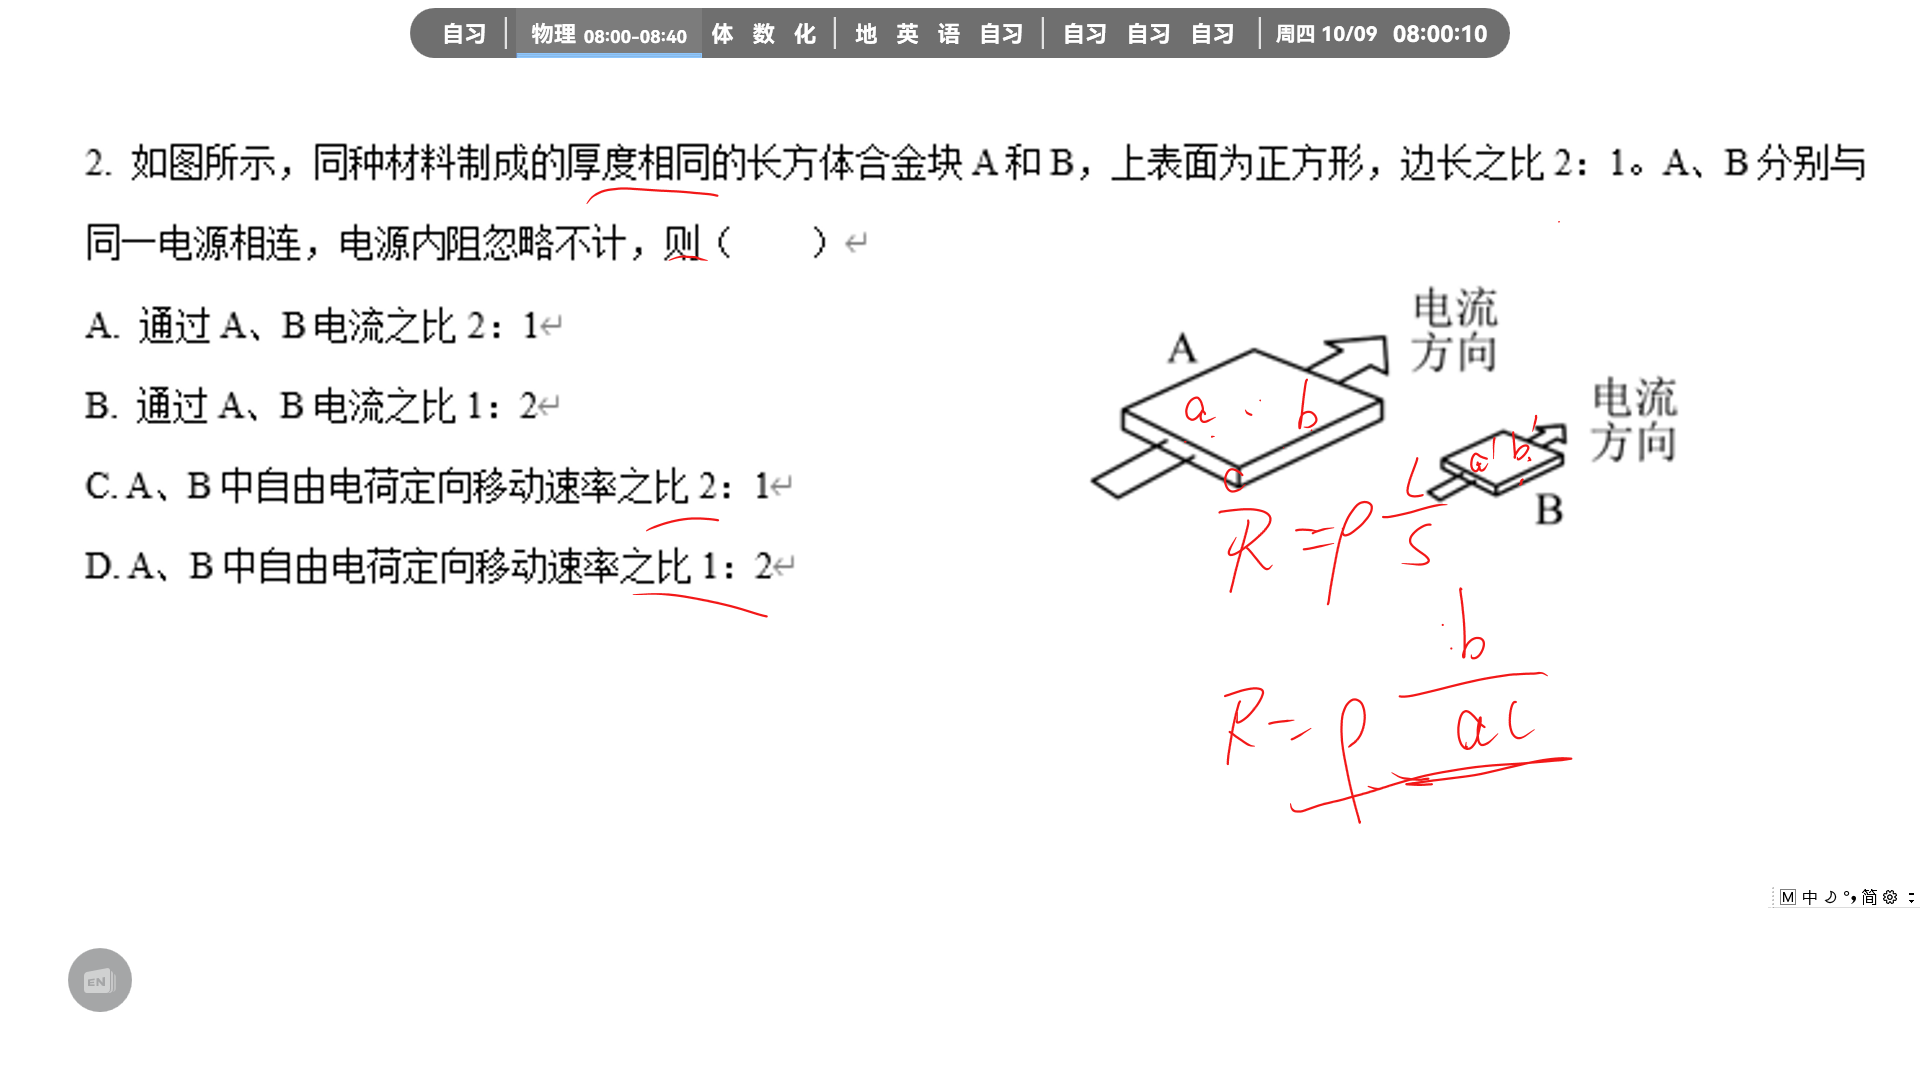 自习 物理 08:00-08:40 体 数 化 地 英 语 自习 自习 自习 自习 周四 10/09 08:00:10
2. 如图所示，同种材料制成的厚度相同的长方体合金块 A 和 B，上表面为正方形，边长之比 2：1。A、B 分别与
同一电源相连，电源内阻忽略不计，则（ ）↵
A. 通过 A、B 电流之比 2：1↵
B. 通过 A、B 电流之比 1：2↵
C. A、B 中自由电荷定向移动速率之比 2：1↵
D. A、B 中自由电荷定向移动速率之比 1：2↵
电流
方向
A
a b
c
电流
方向
a' b'
B
R = ρ L/S
R = ρ b/ac
M 中 简
EN